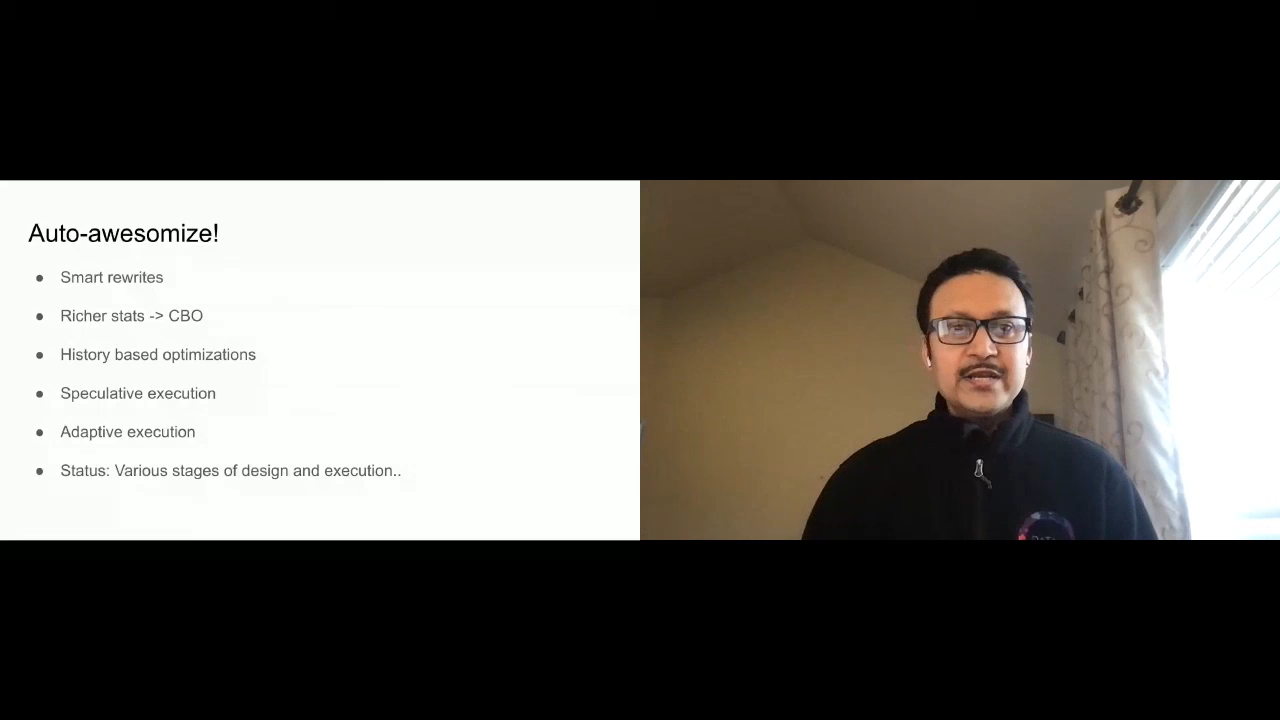 Auto-awesomize!
● Smart rewrites
● Richer stats -> CBO
● History based optimizations
● Speculative execution
● Adaptive execution
● Status: Various stages of design and execution..